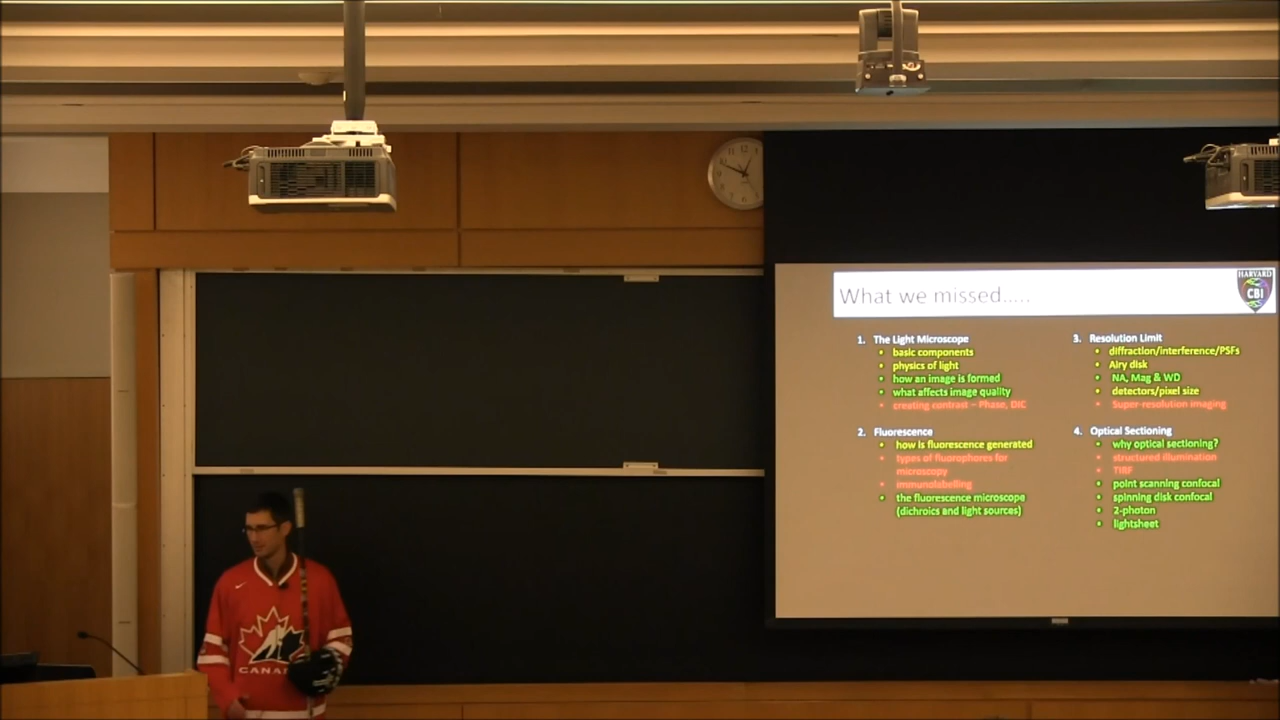 What we missed.....
HARVARD
CBI
1. The Light Microscope
• basic components
• physics of light
• how an image is formed
• what affects image quality
• creating contrast – Phase, DIC
2. Fluorescence
• how is fluorescence generated
• types of fluorophores for
microscopy
• immunolabelling
• the fluorescence microscope
(dichroics and light sources)
3. Resolution Limit
• diffraction/interference/PSFs
• Airy disk
• NA, Mag & WD
• detectors/pixel size
• Super-resolution imaging
4. Optical Sectioning
• why optical sectioning?
• structured illumination
• TIRF
• point scanning confocal
• spinning disk confocal
• 2-photon
• lightsheet
CANA